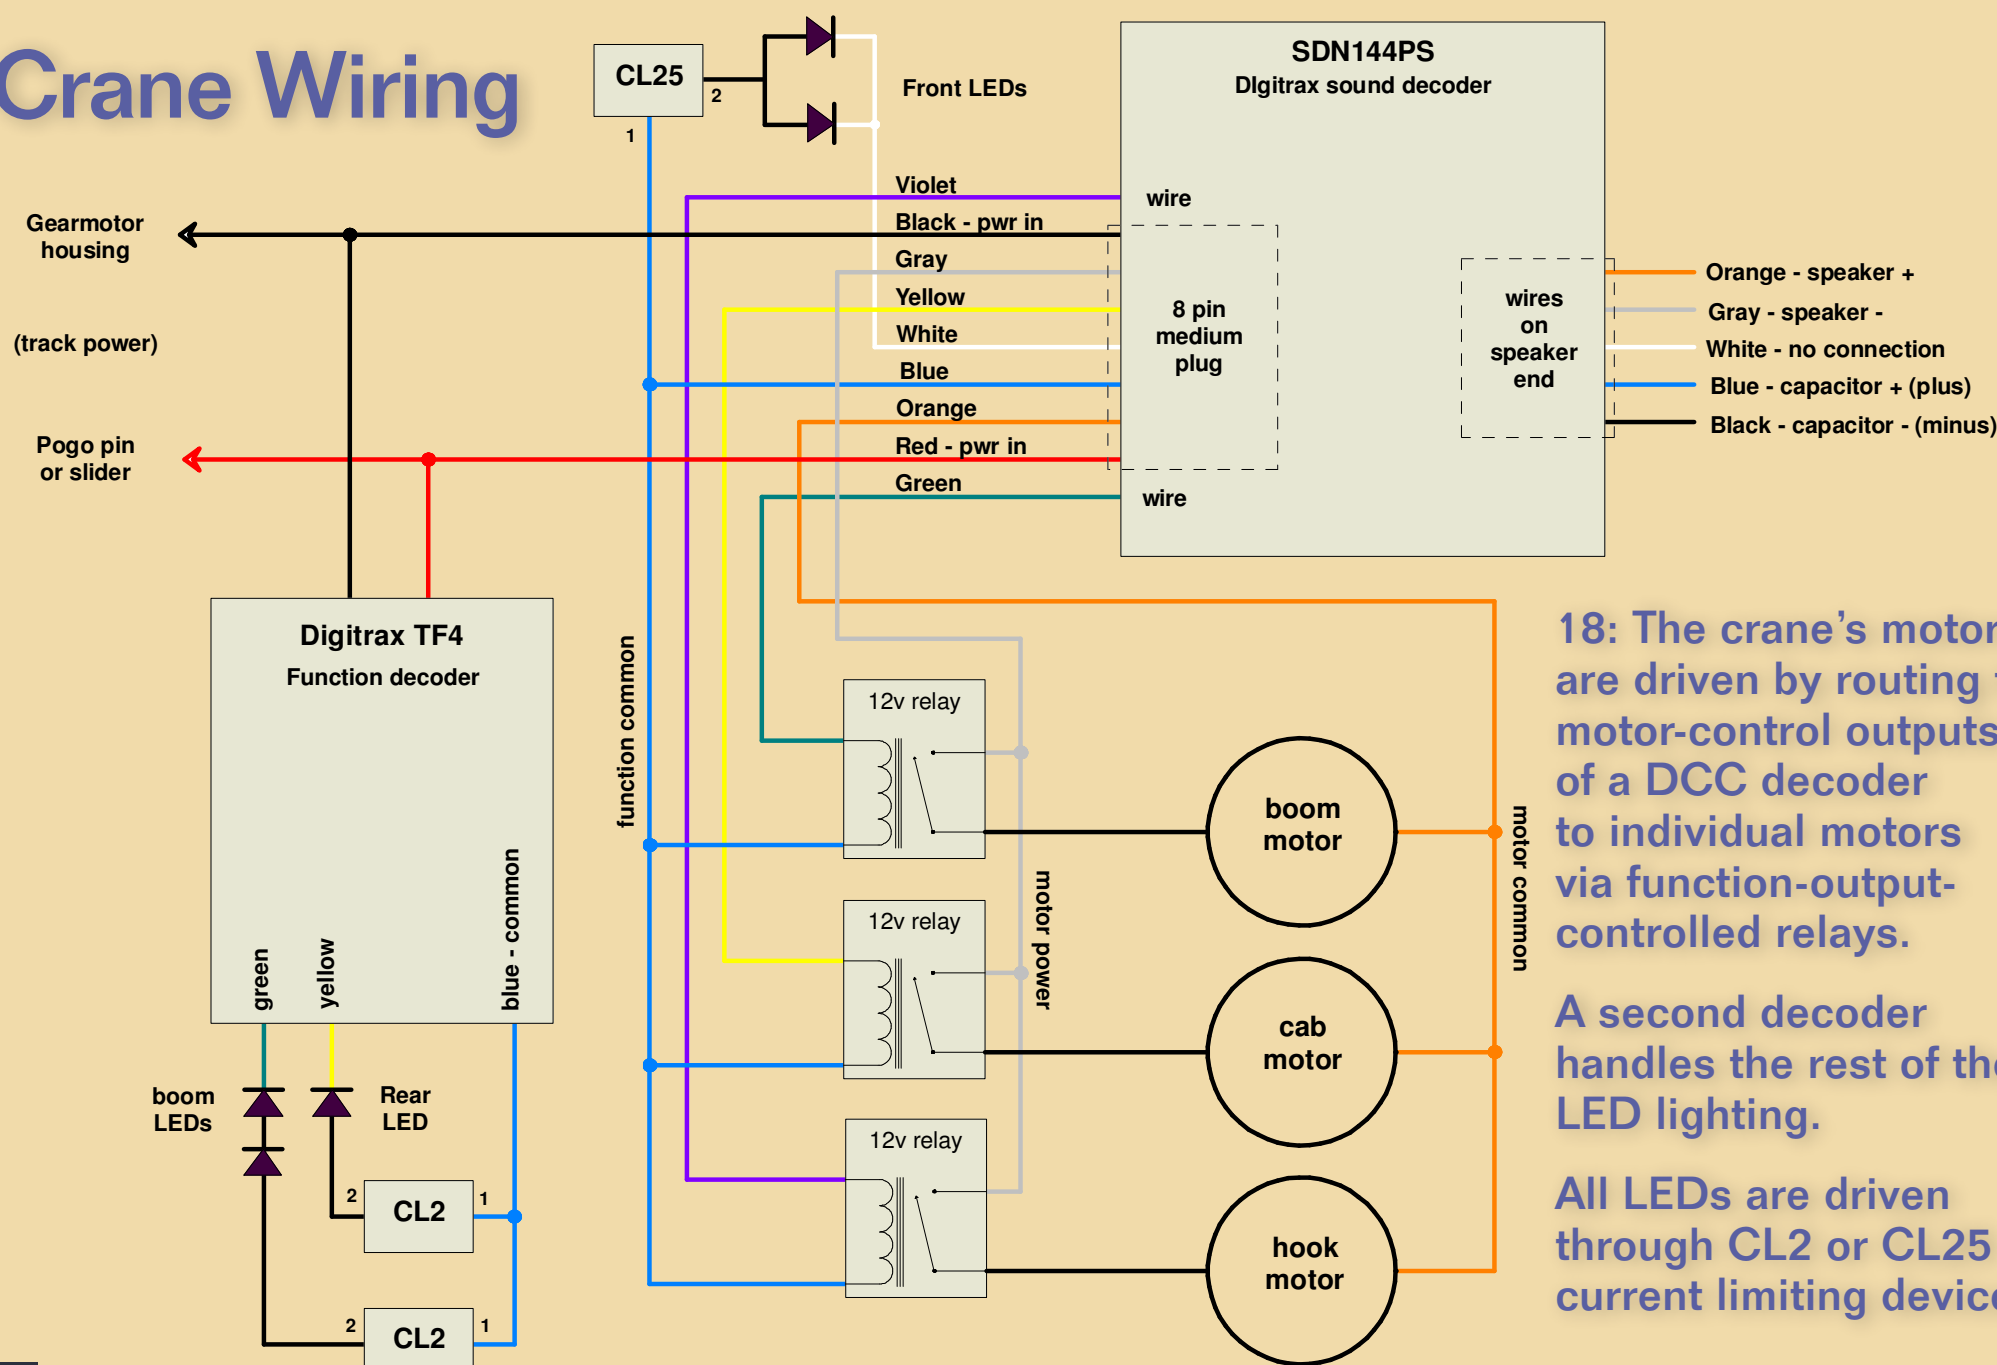 Crane Wiring
CL25
2
1
Front LEDs
SDN144PS
DIgitrax sound decoder
Violet
wire
Black - pwr in
Gray
Yellow
White
Blue
Orange
Red - pwr in
Green
wire
8 pin
medium
plug
wires
on
speaker
end
Orange - speaker +
Gray - speaker -
White - no connection
Blue - capacitor + (plus)
Black - capacitor - (minus)
Gearmotor
housing
(track power)
Pogo pin
or slider
Digitrax TF4
Function decoder
green
yellow
blue - common
boom
LEDs
Rear
LED
2
CL2
1
2
CL2
1
function common
12v relay
12v relay
12v relay
motor power
boom
motor
cab
motor
hook
motor
motor common
18: The crane’s motor
are driven by routing
motor-control outputs
of a DCC decoder
to individual motors
via function-output-
controlled relays.
A second decoder
handles the rest of the
LED lighting.
All LEDs are driven
through CL2 or CL25
current limiting device